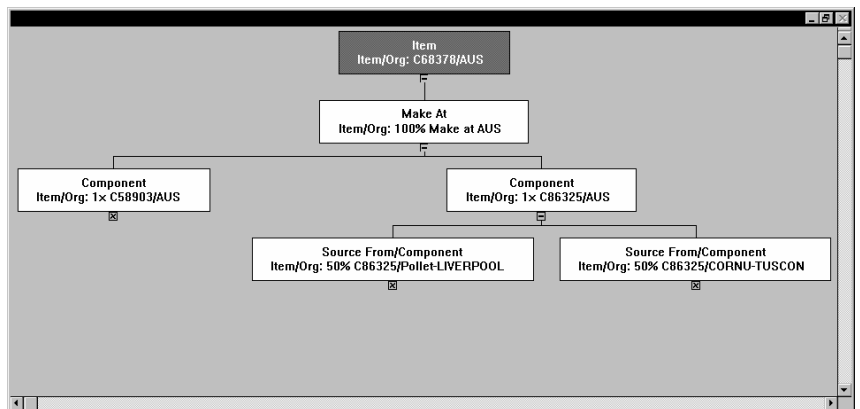 Item
Item/Org: C68378/AUS
Make At
Item/Org: 100% Make at AUS
Component
Item/Org: 1x C58903/AUS
Component
Item/Org: 1x C86325/AUS
Source From/Component
Item/Org: 50% C86325/Pollet-LIVERPOOL
Source From/Component
Item/Org: 50% C86325/CORNU-TUSCON